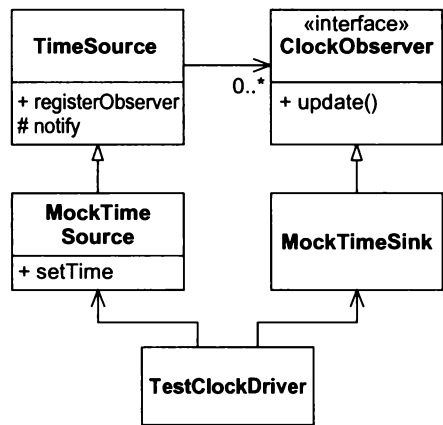 TimeSource
+ registerObserver
# notify
0..*
«interface»
ClockObserver
+ update()
MockTime
Source
+ setTime
MockTimeSink
TestClockDriver